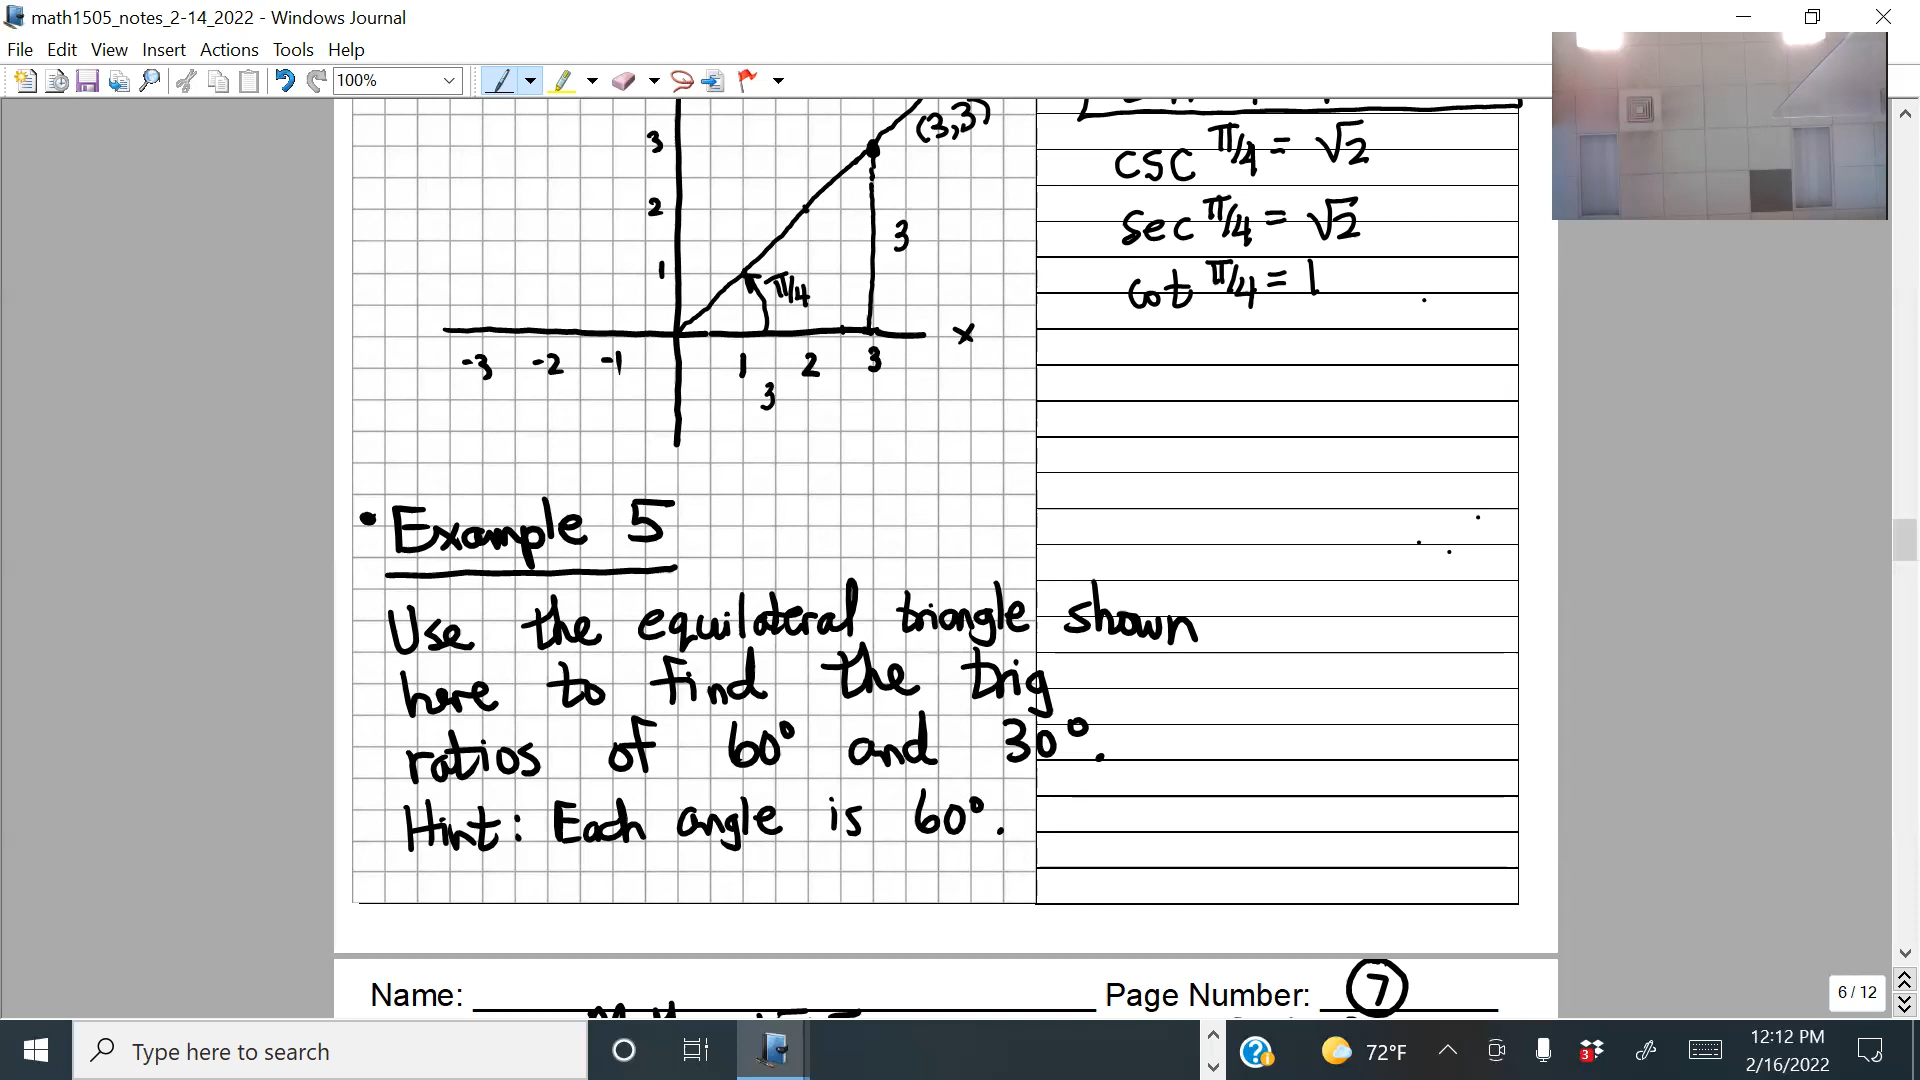 math1505_notes_2-14_2022 - Windows Journal
File Edit View Insert Actions Tools Help
100%
(3,3)
3
2
1
3
π/4
x
-3 -2 -1 1 2 3
3
csc π/4 = √2
sec π/4 = √2
cot π/4 = 1
• Example 5
Use the equilateral triangle shown
here to find the trig
ratios of 60° and 30°.
Hint: Each angle is 60°.
Name: Page Number: 7
6 / 12
Type here to search
3
72°F
12:12 PM
2/16/2022